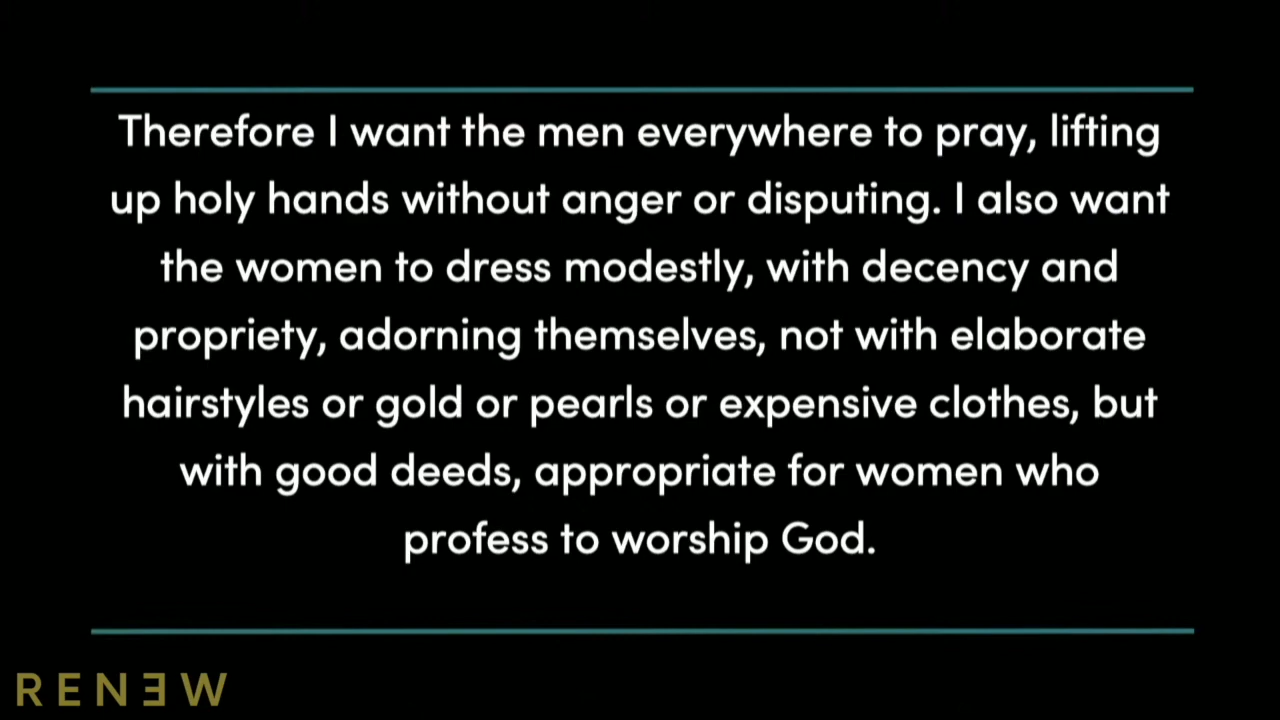 Therefore I want the men everywhere to pray, lifting
up holy hands without anger or disputing. I also want
the women to dress modestly, with decency and
propriety, adorning themselves, not with elaborate
hairstyles or gold or pearls or expensive clothes, but
with good deeds, appropriate for women who
profess to worship God.
RENEW